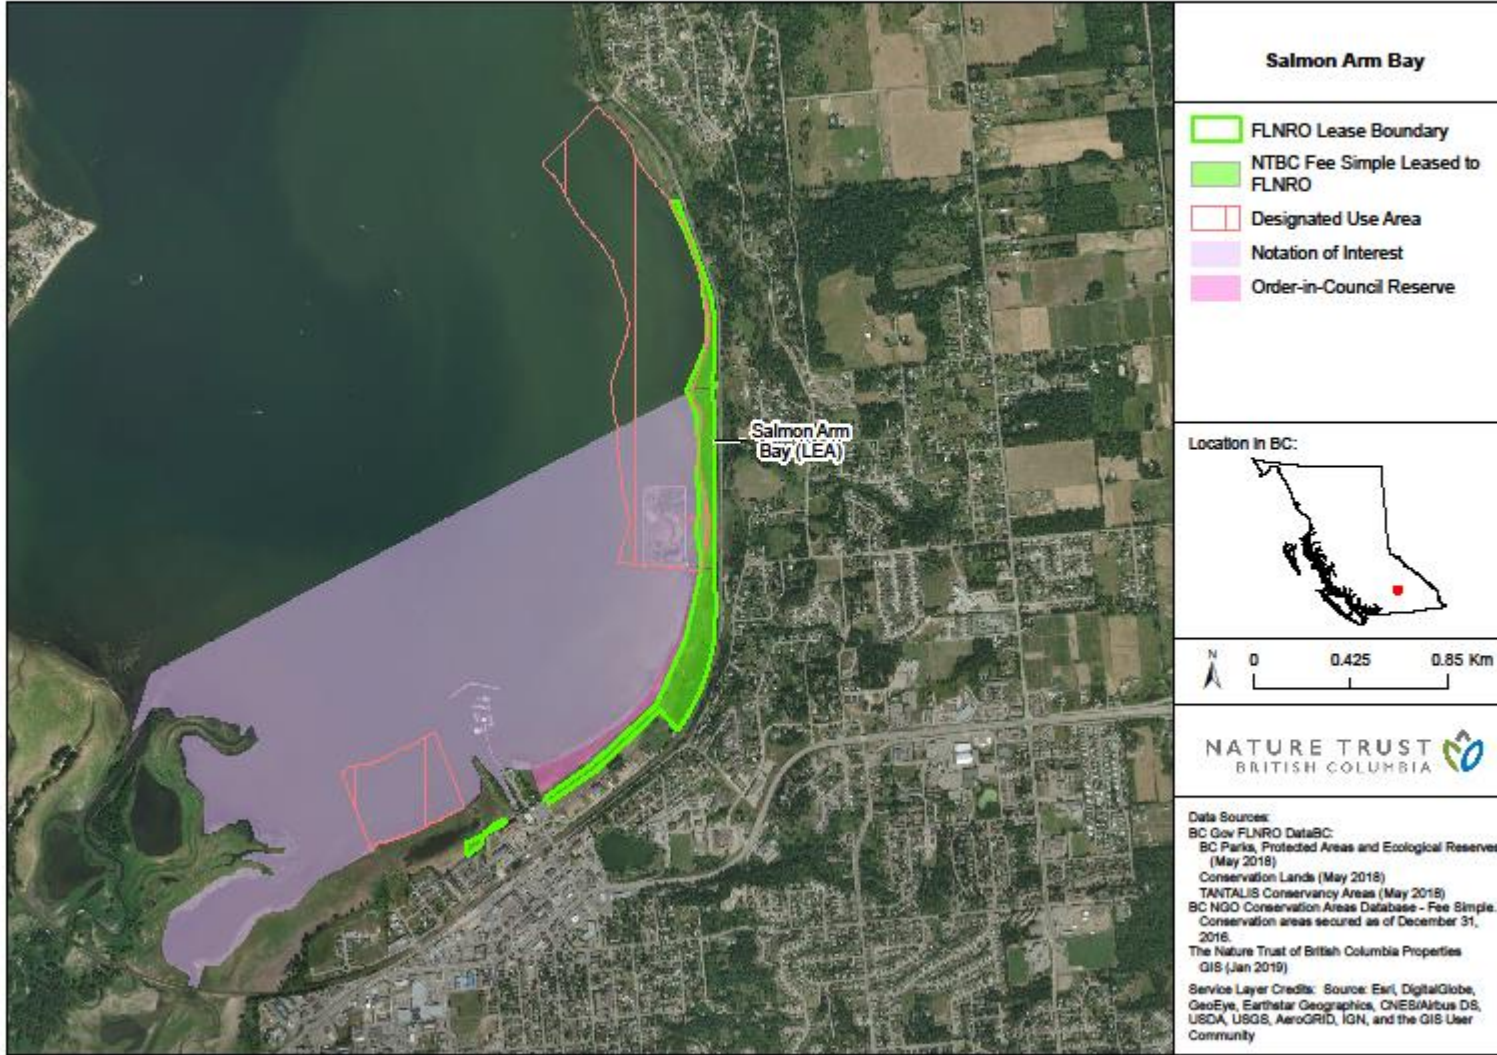 Salmon Arm Bay
FLNRO Lease Boundary
NTBC Fee Simple Leased to
FLNRO
Designated Use Area
Notation of Interest
Order-in-Council Reserve
Salmon Arm
Bay (LEA)
Location in BC:
N
0 0.425 0.85 Km
NATURE TRUST
BRITISH COLUMBIA
Data Sources:
BC Gov FLNRO DataBC:
BC Parks, Protected Areas and Ecological Reserves
(May 2018)
Conservation Lands (May 2018)
TANTALIS Conservancy Areas (May 2018)
BC NGO Conservation Areas Database - Fee Simple.
Conservation areas secured as of December 31,
2016.
The Nature Trust of British Columbia Properties
GIS (Jan 2019)
Service Layer Credits: Source: Esri, DigitalGlobe,
GeoEye, Earthstar Geographics, CNES/Airbus DS,
USDA, USGS, AeroGRID, IGN, and the GIS User
Community